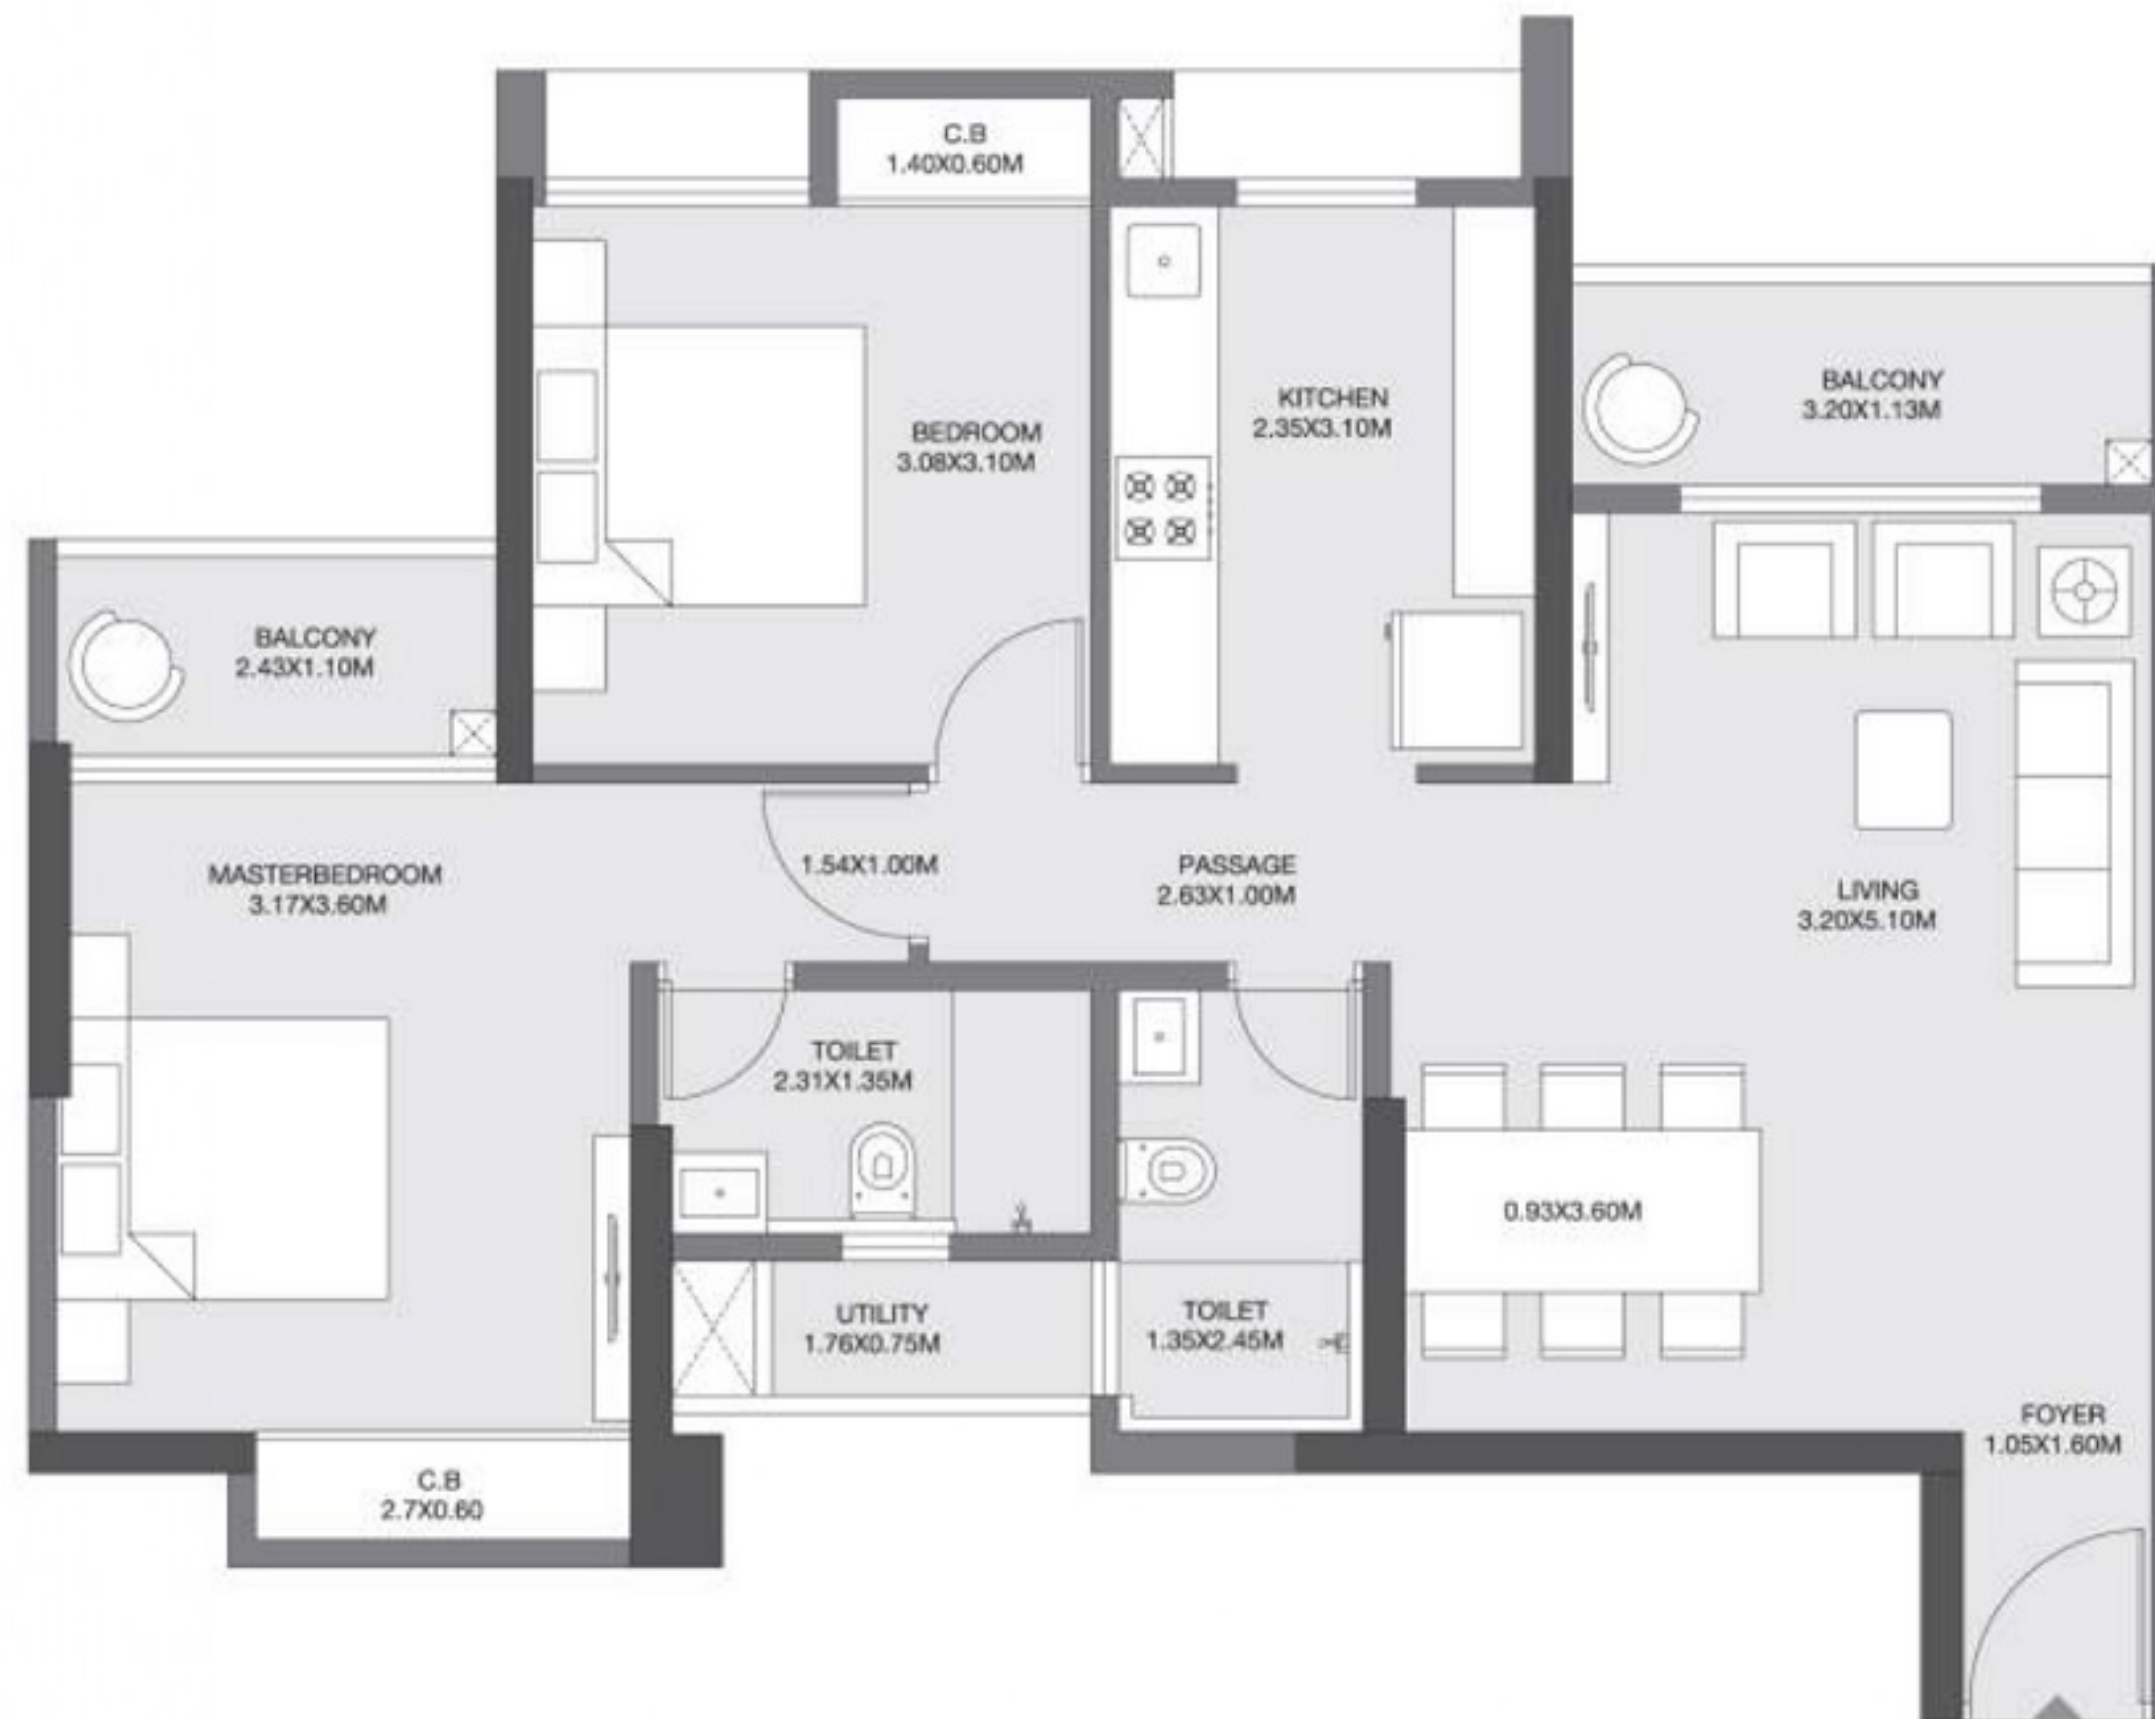 C.B
1.40X0.60M
BEDROOM
3.08X3.10M
KITCHEN
2.35X3.10M
BALCONY
3.20X1.13M
BALCONY
2.43X1.10M
MASTERBEDROOM
3.17X3.60M
1.54X1.00M
PASSAGE
2.63X1.00M
LIVING
3.20X5.10M
TOILET
2.31X1.35M
0.93X3.60M
UTILITY
1.76X0.75M
TOILET
1.35X2.45M
FOYER
1.05X1.60M
C.B
2.7X0.60